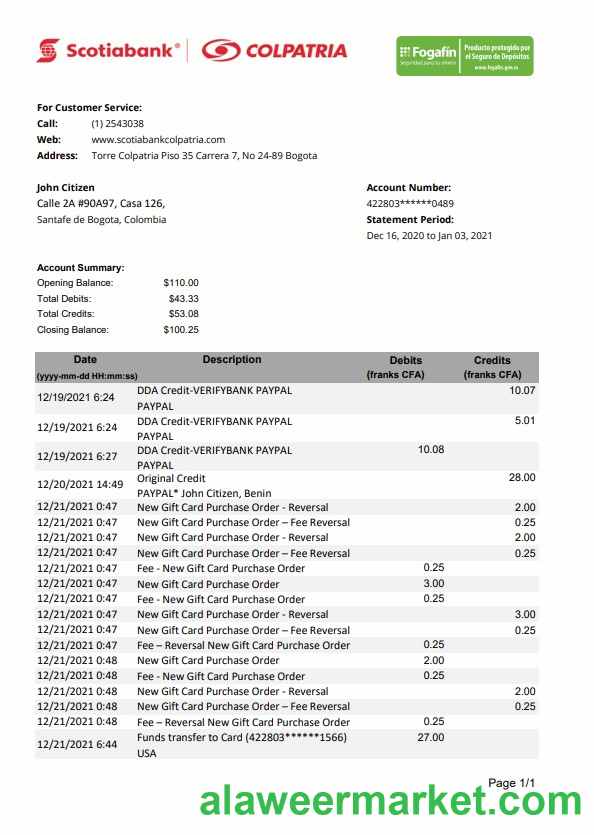 Scotiabank® COLPATRIA
Fogafín
Seguridad para tu dinero
Producto protegido por
el Seguro de Depósitos
www.fogafin.gov.co
For Customer Service:
Call: (1) 2543038
Web: www.scotiabankcolpatria.com
Address: Torre Colpatria Piso 35 Carrera 7, No 24-89 Bogota
John Citizen
Calle 2A #90A97, Casa 126,
Santafe de Bogota, Colombia
Account Number:
422803******0489
Statement Period:
Dec 16, 2020 to Jan 03, 2021
Account Summary:
Opening Balance: $110.00
Total Debits: $43.33
Total Credits: $53.08
Closing Balance: $100.25
Date Description Debits Credits
(yyyy-mm-dd HH:mm:ss) (franks CFA) (franks CFA)
12/19/2021 6:24 DDA Credit-VERIFYBANK PAYPAL 10.07
PAYPAL
12/19/2021 6:24 DDA Credit-VERIFYBANK PAYPAL 5.01
PAYPAL
12/19/2021 6:27 DDA Credit-VERIFYBANK PAYPAL 10.08
PAYPAL
12/20/2021 14:49 Original Credit 28.00
PAYPAL* John Citizen, Benin
12/21/2021 0:47 New Gift Card Purchase Order - Reversal 2.00
12/21/2021 0:47 New Gift Card Purchase Order – Fee Reversal 0.25
12/21/2021 0:47 New Gift Card Purchase Order - Reversal 2.00
12/21/2021 0:47 New Gift Card Purchase Order – Fee Reversal 0.25
12/21/2021 0:47 Fee - New Gift Card Purchase Order 0.25
12/21/2021 0:47 New Gift Card Purchase Order 3.00
12/21/2021 0:47 Fee - New Gift Card Purchase Order 0.25
12/21/2021 0:47 New Gift Card Purchase Order - Reversal 3.00
12/21/2021 0:47 New Gift Card Purchase Order – Fee Reversal 0.25
12/21/2021 0:47 Fee – Reversal New Gift Card Purchase Order 0.25
12/21/2021 0:48 New Gift Card Purchase Order 2.00
12/21/2021 0:48 Fee - New Gift Card Purchase Order 0.25
12/21/2021 0:48 New Gift Card Purchase Order - Reversal 2.00
12/21/2021 0:48 New Gift Card Purchase Order – Fee Reversal 0.25
12/21/2021 0:48 Fee – Reversal New Gift Card Purchase Order 0.25
12/21/2021 6:44 Funds transfer to Card (422803******1566) 27.00
USA
Page 1/1
alaweermarket.com